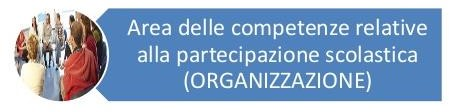 Area delle competenze relative
alla partecipazione scolastica
(ORGANIZZAZIONE)